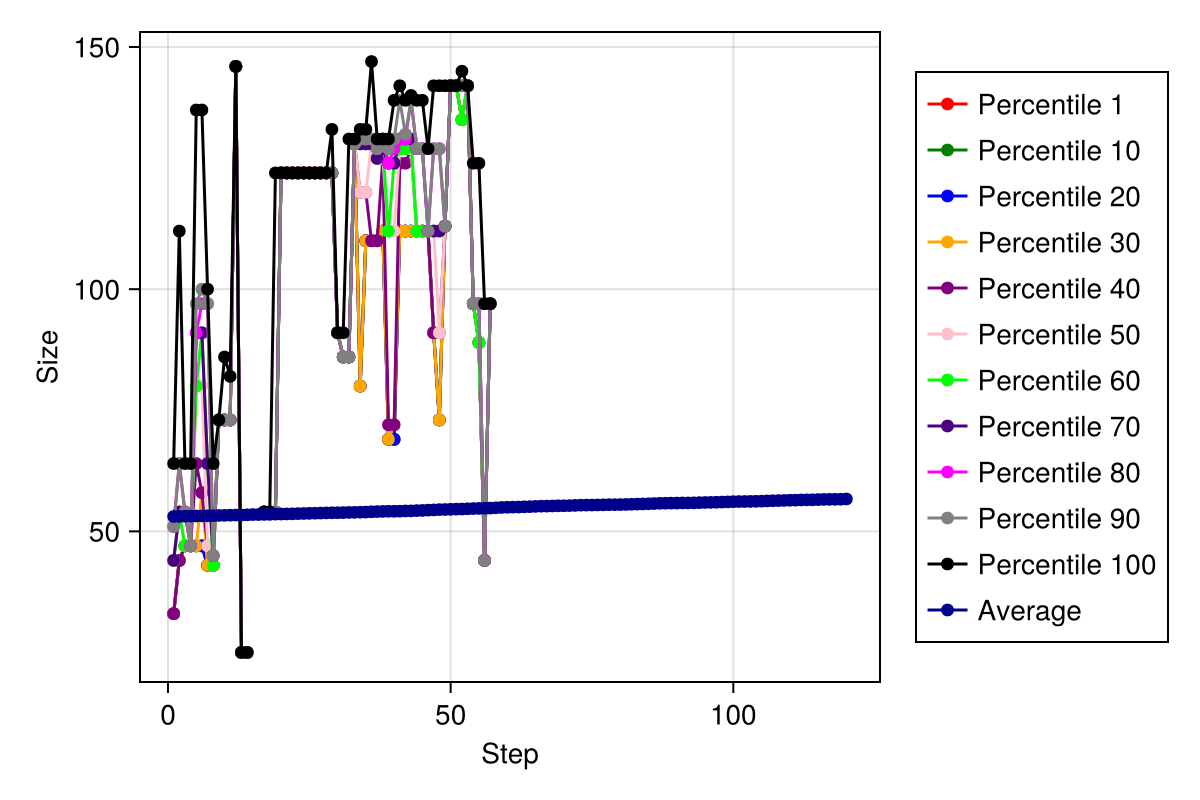 150
100
50
Size
0
50
100
Step
Percentile 1
Percentile 10
Percentile 20
Percentile 30
Percentile 40
Percentile 50
Percentile 60
Percentile 70
Percentile 80
Percentile 90
Percentile 100
Average